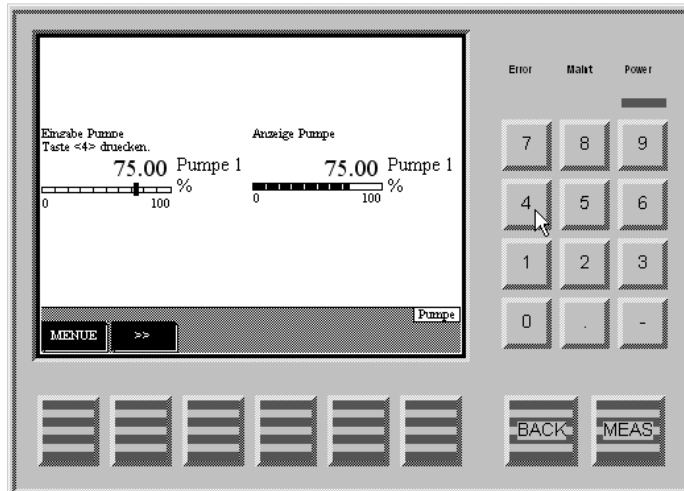 Error Maint Power
Eingabe Pumpe
Taste <4> druecken.
75.00 Pumpe 1
%
0 100
Anzeige Pumpe
75.00 Pumpe 1
%
0 100
Pumpe
MENUE >>
7 8 9
4 5 6
1 2 3
0 . -
BACK MEAS